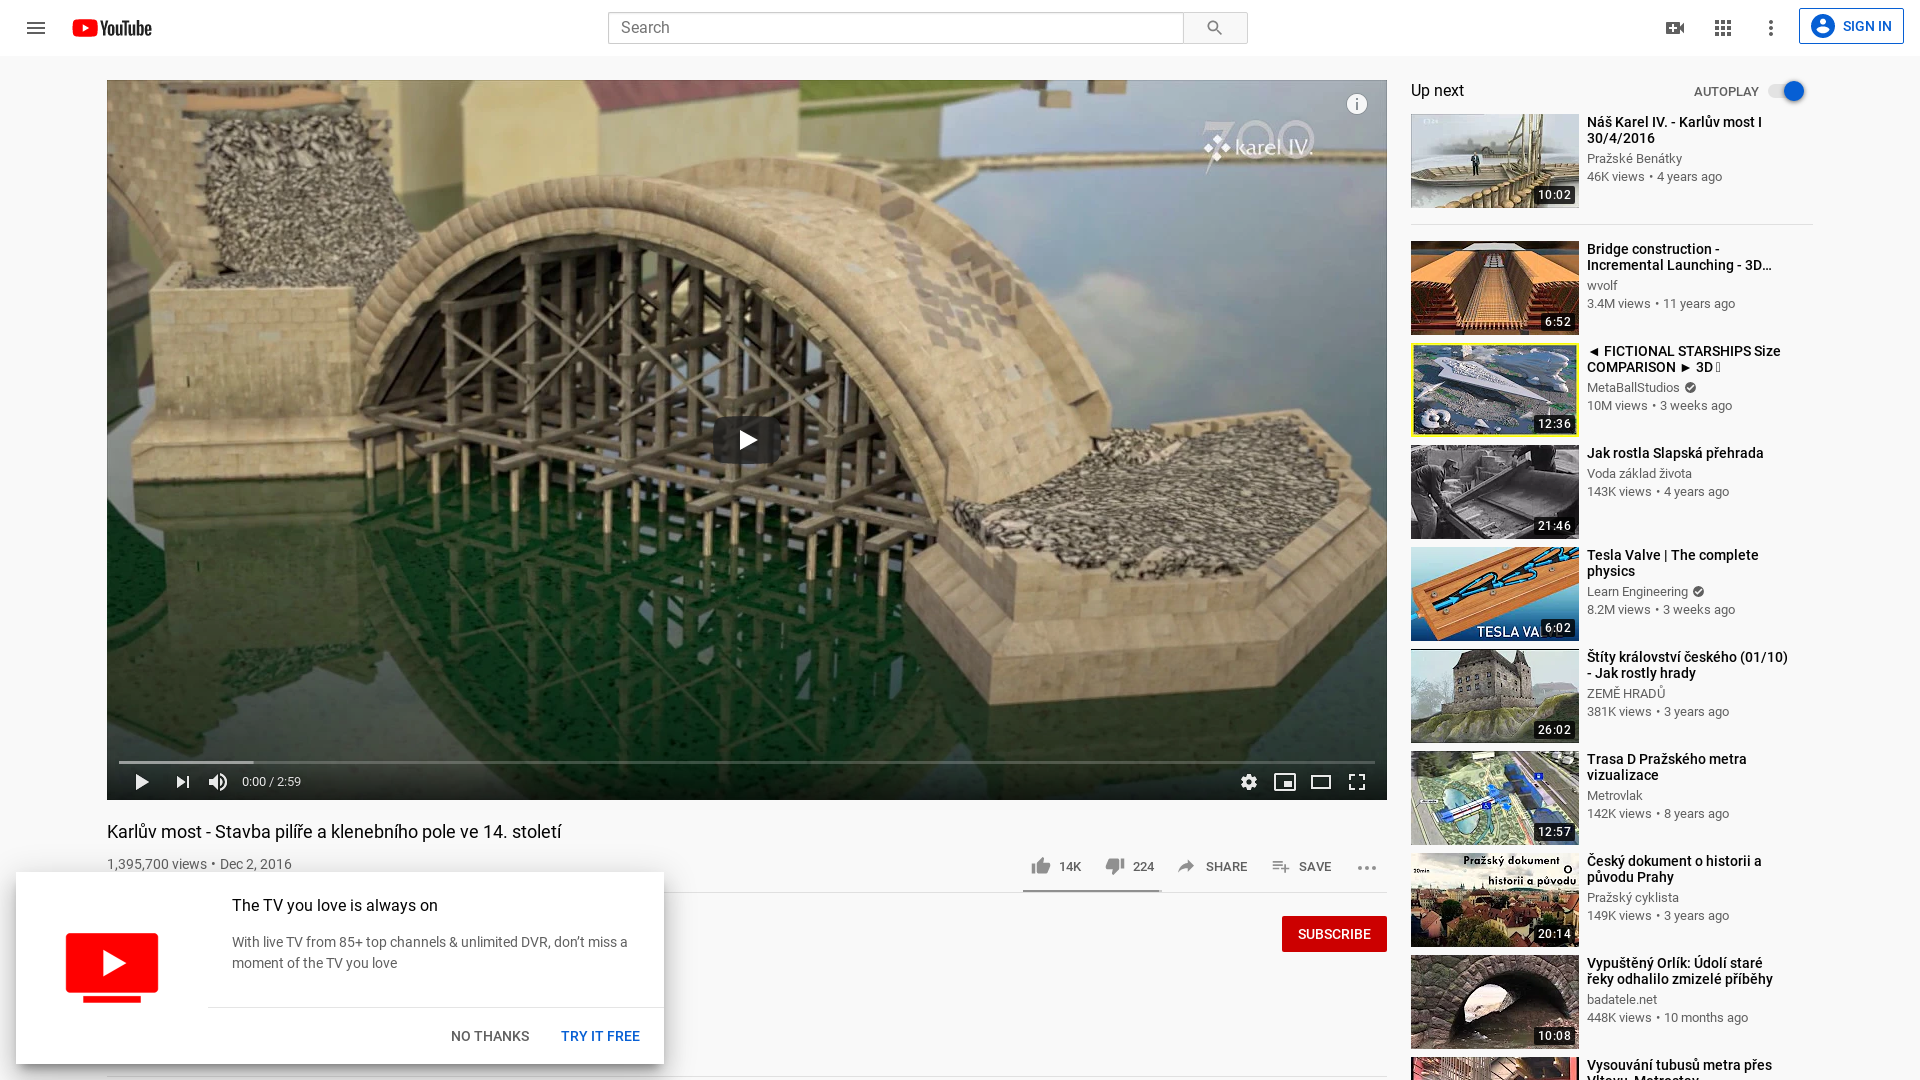 YouTube
Search
SIGN IN
700
karel IV.
0:00 / 2:59
Karlův most - Stavba pilíře a klenebního pole ve 14. století
1,395,700 views • Dec 2, 2016
14K
224
SHARE
SAVE
SUBSCRIBE
The TV you love is always on
With live TV from 85+ top channels & unlimited DVR, don’t miss a
moment of the TV you love
NO THANKS
TRY IT FREE
Up next
AUTOPLAY
10:02
Náš Karel IV. - Karlův most I
30/4/2016
Pražské Benátky
46K views • 4 years ago
6:52
Bridge construction -
Incremental Launching - 3D…
wvolf
3.4M views • 11 years ago
12:36
◄ FICTIONAL STARSHIPS Size
COMPARISON ► 3D
MetaBallStudios
10M views • 3 weeks ago
21:46
Jak rostla Slapská přehrada
Voda základ života
143K views • 4 years ago
TESLA
6:02
Tesla Valve | The complete
physics
Learn Engineering
8.2M views • 3 weeks ago
26:02
Štíty království českého (01/10)
- Jak rostly hrady
ZEMĚ HRADŮ
381K views • 3 years ago
12:57
Trasa D Pražského metra
vizualizace
Metrovlak
142K views • 8 years ago
Pražský dokument
20min
O
historii a původu
20:14
Český dokument o historii a
původu Prahy
Pražský cyklista
149K views • 3 years ago
10:08
Vypuštěný Orlík: Údolí staré
řeky odhalilo zmizelé příběhy
badatele.net
448K views • 10 months ago
Vysouvání tubusů metra přes